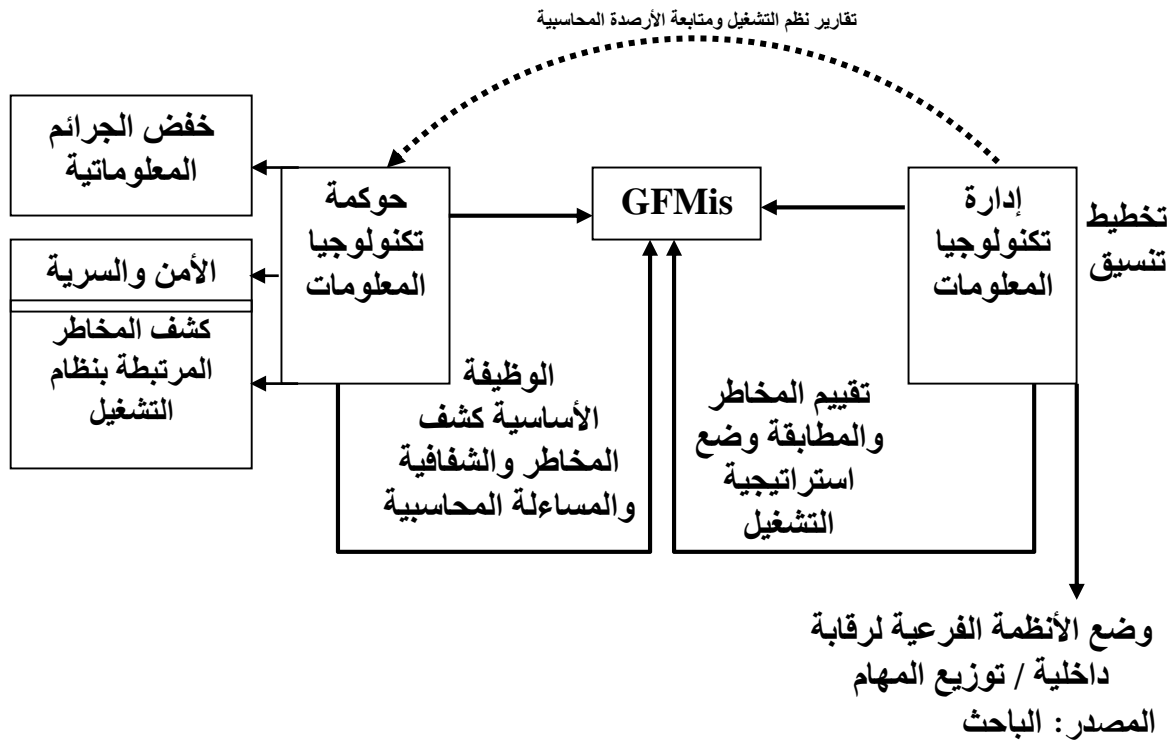 تقارير نظم التشغيل ومتابعة الأرصدة المحاسبية
إدارة
تكنولوجيا
المعلومات
تخطيط
تنسيق
GFMis
حوكمة
تكنولوجيا
المعلومات
خفض الجرائم
المعلوماتية
الأمن والسرية
كشف المخاطر
المرتبطة بنظام
التشغيل
تقييم المخاطر
والمطابقة وضع
استراتيجية
التشغيل
الوظيفة
الأساسية كشف
المخاطر والشفافية
والمساءلة المحاسبية
وضع الأنظمة الفرعية لرقابة
داخلية / توزيع المهام
المصدر: الباحث